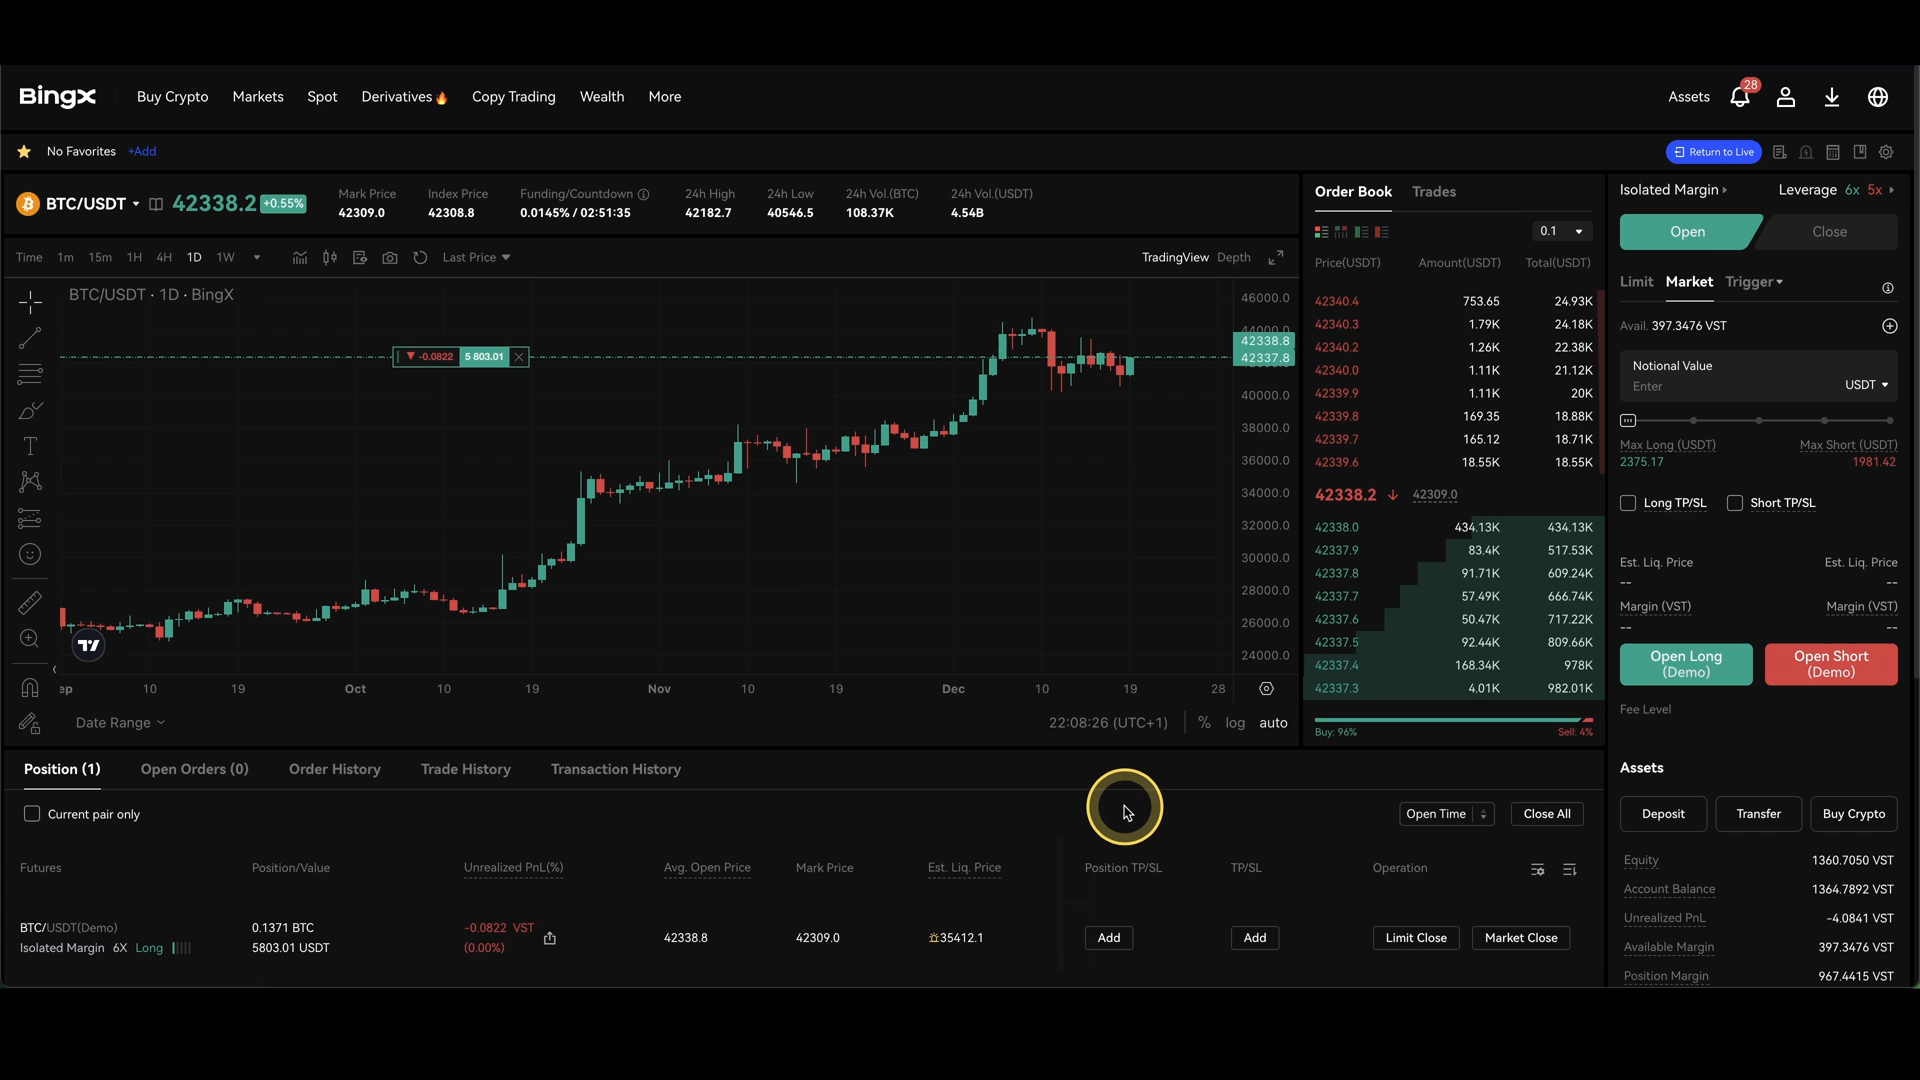 BingX
Buy Crypto
Markets
Spot
Derivatives
Copy Trading
Wealth
More
Assets
28
No Favorites
+Add
Return to Live
BTC/USDT
42338.2
+0.55%
Mark Price
42309.0
Index Price
42308.8
Funding/Countdown
0.0145% / 02:51:35
24h High
42182.7
24h Low
40546.5
24h Vol.(BTC)
108.37K
24h Vol.(USDT)
4.54B
Time 1m 15m 1H 4H 1D 1W
Last Price
TradingView
Depth
BTC/USDT · 1D · BingX
-0.0822
5 803.01
46000.0
44000.0
42338.8
42337.8
40000.0
38000.0
36000.0
34000.0
32000.0
30000.0
28000.0
26000.0
24000.0
ep 10 19 Oct 10 19 Nov 10 19 Dec 10 19 28
Date Range
22:08:26 (UTC+1)
% log auto
Order Book
Trades
0.1
Price(USDT) Amount(USDT) Total(USDT)
42340.4 753.65 24.93K
42340.3 1.79K 24.18K
42340.2 1.26K 22.38K
42340.0 1.11K 21.12K
42339.9 1.11K 20K
42339.8 169.35 18.88K
42339.7 165.12 18.71K
42339.6 18.55K 18.55K
42338.2 42309.0
42338.0 434.13K 434.13K
42337.9 83.4K 517.53K
42337.8 91.71K 609.24K
42337.7 57.49K 666.74K
42337.6 50.47K 717.22K
42337.5 92.44K 809.66K
42337.4 168.34K 978K
42337.3 4.01K 982.01K
Buy: 96% Sell: 4%
Isolated Margin
Leverage 6x 5x
Open
Close
Limit
Market
Trigger
Avail. 397.3476 VST
Notional Value
Enter
USDT
Max Long (USDT)
2375.17
Max Short (USDT)
1981.42
Long TP/SL
Short TP/SL
Est. Liq. Price
--
Est. Liq. Price
--
Margin (VST)
--
Margin (VST)
--
Open Long
(Demo)
Open Short
(Demo)
Fee Level
Assets
Deposit
Transfer
Buy Crypto
Equity 1360.7050 VST
Account Balance 1364.7892 VST
Unrealized PnL -4.0841 VST
Available Margin 397.3476 VST
Position Margin 967.4415 VST
Position (1)
Open Orders (0)
Order History
Trade History
Transaction History
Current pair only
Open Time
Close All
Futures
Position/Value
Unrealized PnL(%)
Avg. Open Price
Mark Price
Est. Liq. Price
Position TP/SL
TP/SL
Operation
BTC/USDT(Demo)
Isolated Margin 6X Long
0.1371 BTC
5803.01 USDT
-0.0822 VST
(0.00%)
42338.8
42309.0
35412.1
Add
Add
Limit Close
Market Close